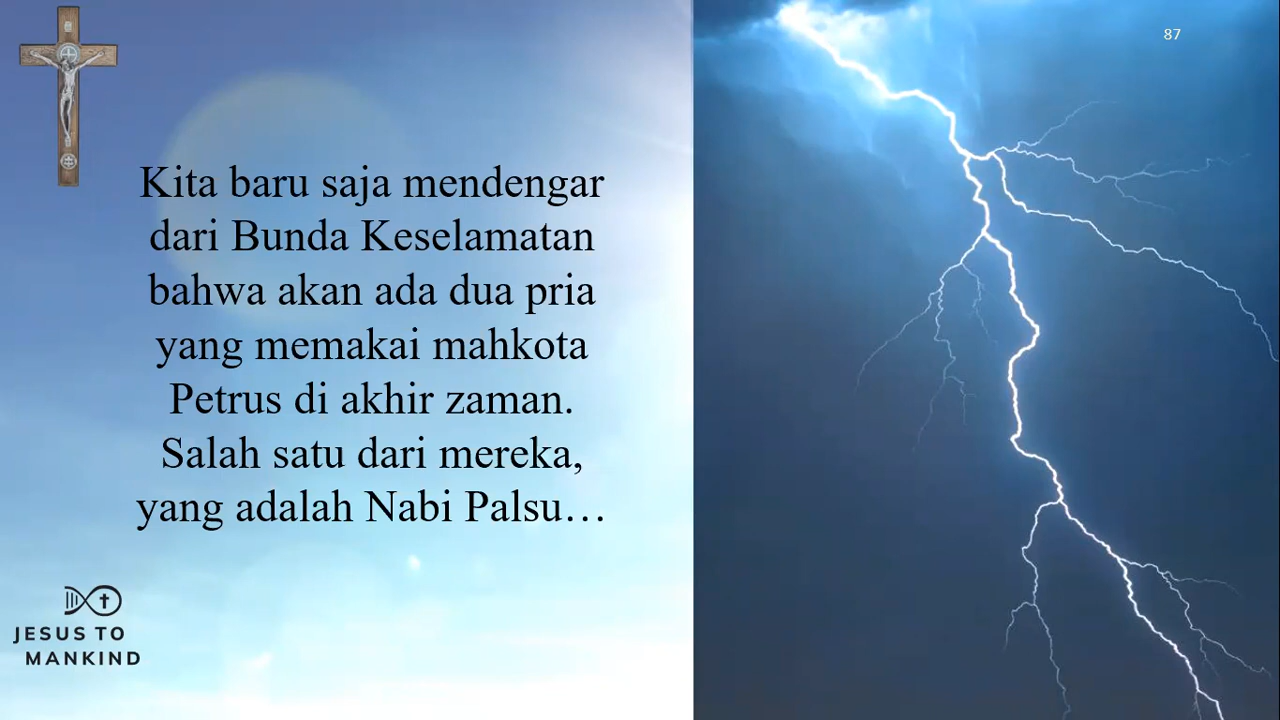 87
Kita baru saja mendengar
dari Bunda Keselamatan
bahwa akan ada dua pria
yang memakai mahkota
Petrus di akhir zaman.
Salah satu dari mereka,
yang adalah Nabi Palsu…
JESUS TO
MANKIND